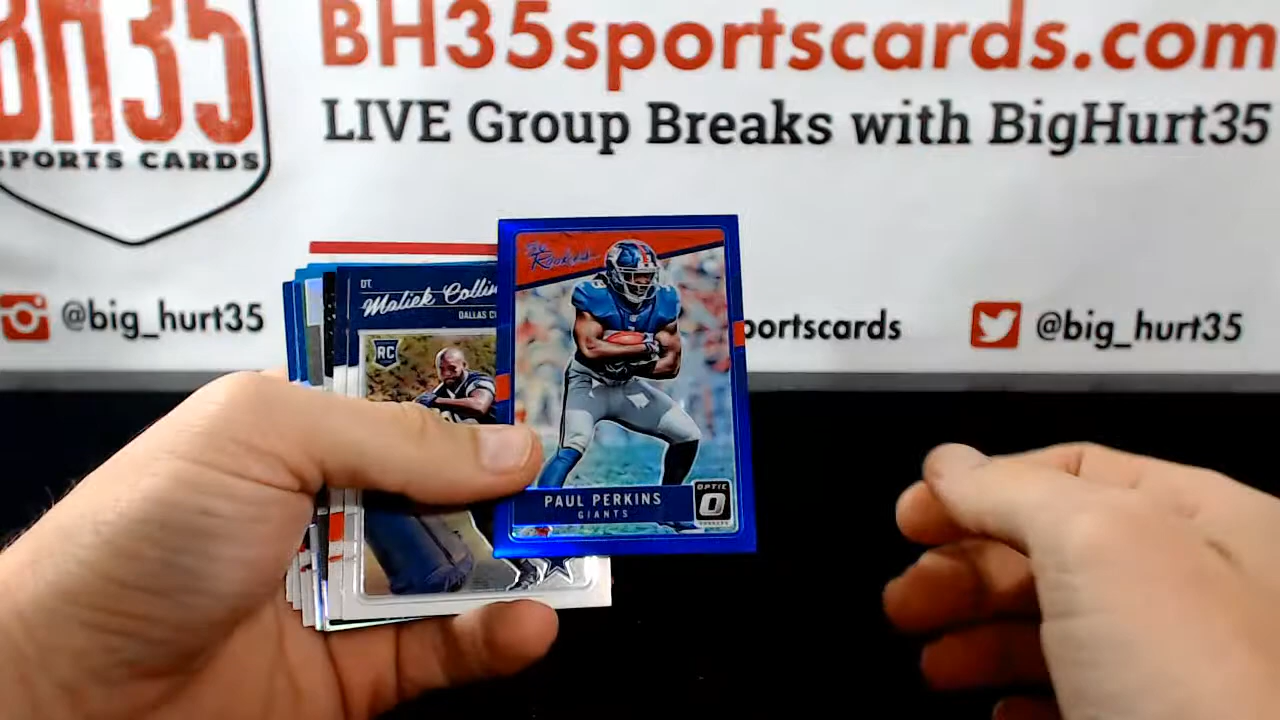 BH35
SPORTS CARDS
BH35sportscards.com
LIVE Group Breaks with BigHurt35
@big_hurt35
portscards
@big_hurt35
DT
Maliek Collin
DALLAS C
RC
The Rookies
PAUL PERKINS
GIANTS
OPTIC